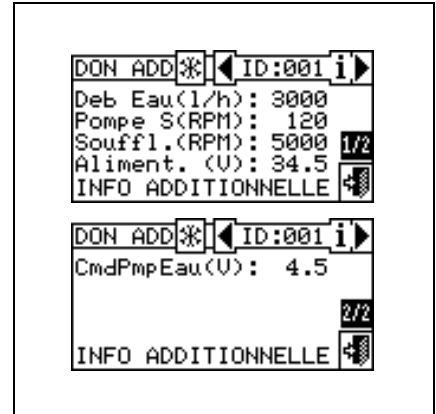 DON ADD ID:001 i
Deb Eau(l/h): 3000
Pompe S(RPM): 120
Souffl.(RPM): 5000 1/2
Aliment. (V): 34.5
INFO ADDITIONNELLE
DON ADD ID:001 i
CmdPmpEau(V): 4.5
2/2
INFO ADDITIONNELLE